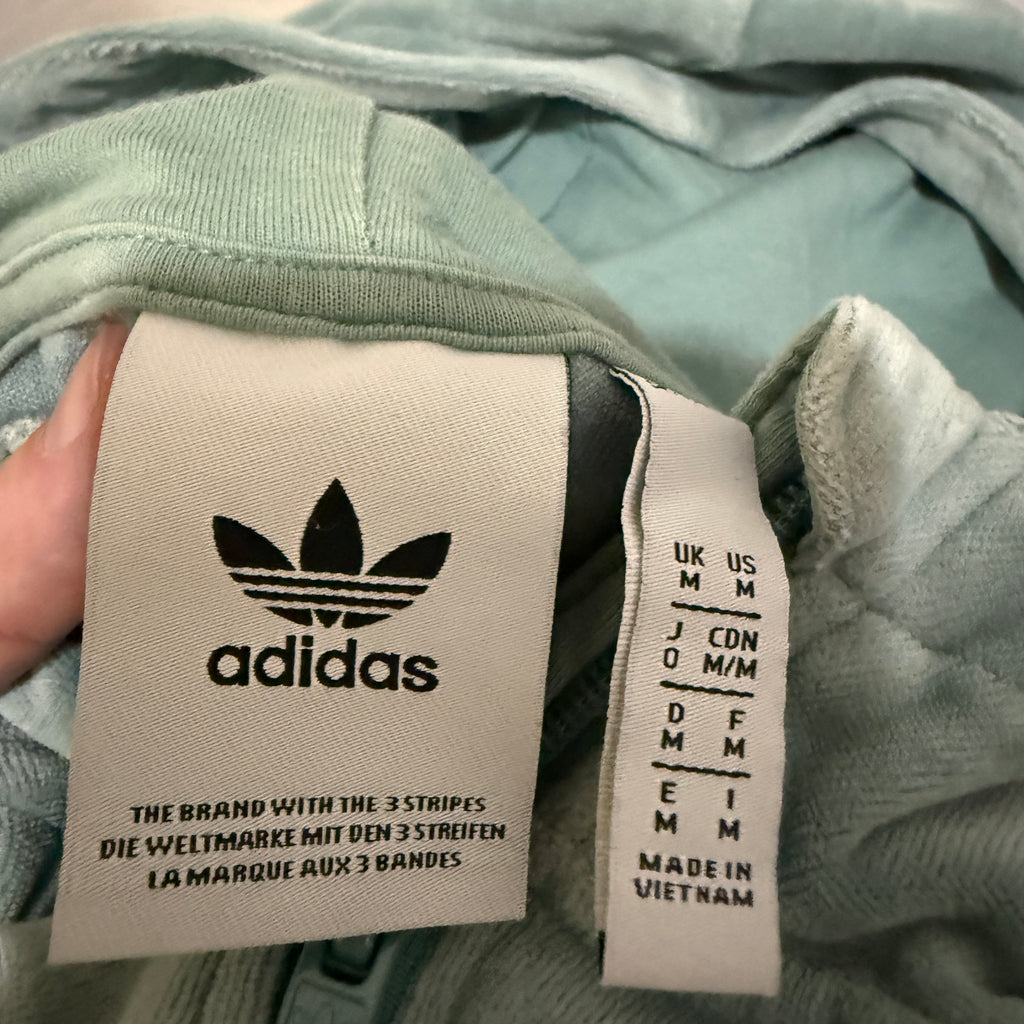 adidas
THE BRAND WITH THE 3 STRIPES
DIE WELTMARKE MIT DEN 3 STREIFEN
LA MARQUE AUX 3 BANDES
UK US
M M
J CDN
O M/M
D F
M M
E I
M M
MADE IN
VIETNAM